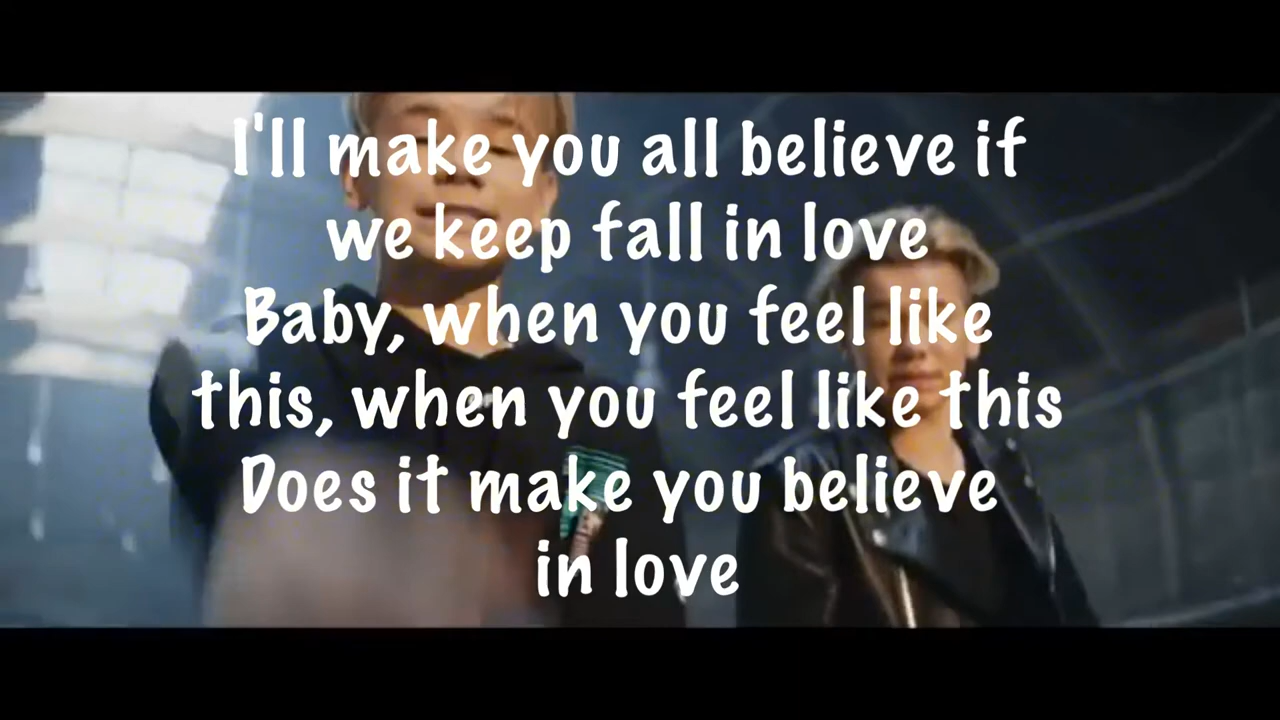 I'll make you all believe if
we keep fall in love
Baby, when you feel like
this, when you feel like this
Does it make you believe
in love